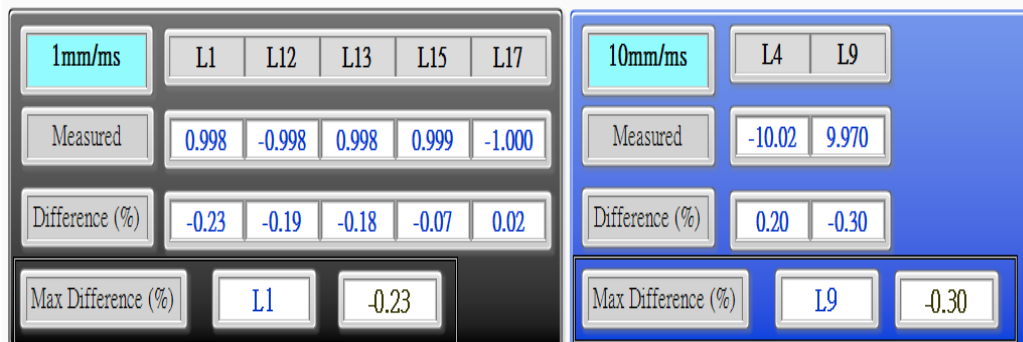 1mm/ms L1 L12 L13 L15 L17
Measured 0.998 -0.998 0.998 0.999 -1.000
Difference (%) -0.23 -0.19 -0.18 -0.07 0.02
Max Difference (%) L1 -0.23
10mm/ms L4 L9
Measured -10.02 9.970
Difference (%) 0.20 -0.30
Max Difference (%) L9 -0.30